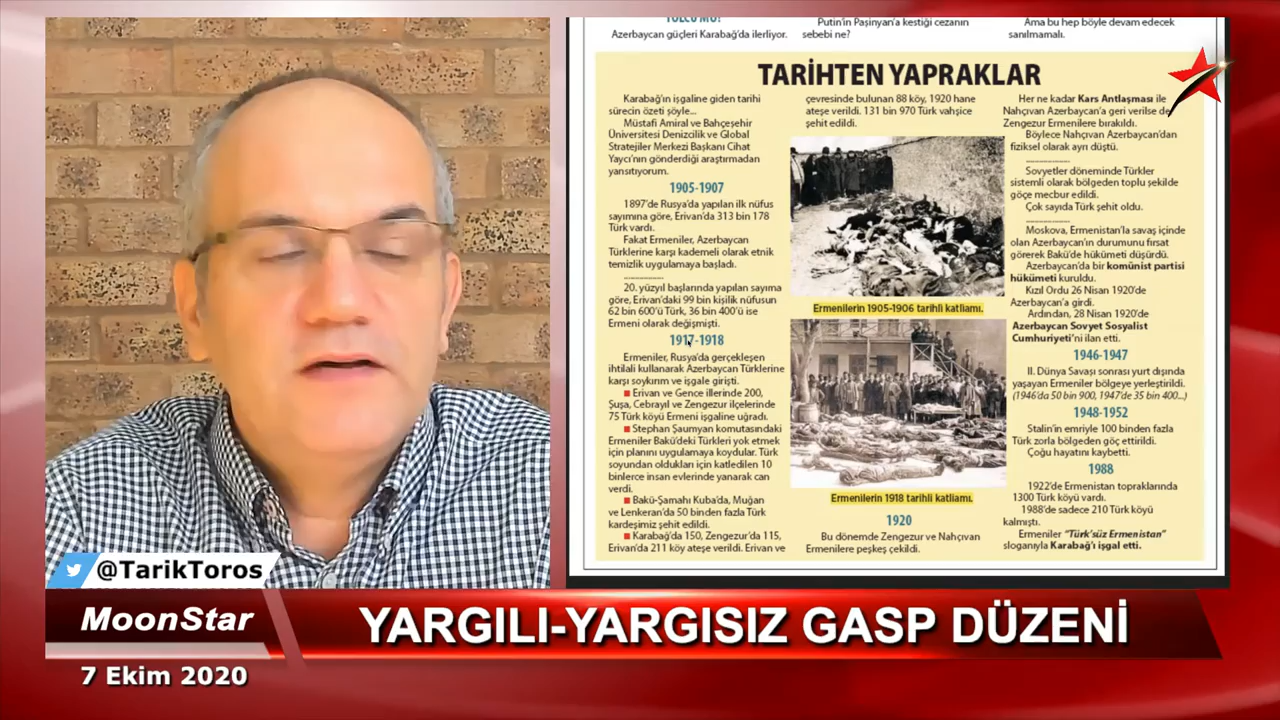 YOLCU MU?
Azerbaycan güçleri Karabağ'da ilerliyor.
Putin'in Paşinyan'a kestiği cezanın
sebebi ne?
Ama bu hep böyle devam edecek
sanılmamalı.
TARİHTEN YAPRAKLAR
Karabağ'ın işgaline giden tarihi
sürecin özeti şöyle...
Müstafi Amiral ve Bahçeşehir
Üniversitesi Denizcilik ve Global
Stratejiler Merkezi Başkanı Cihat
Yaycı'nın gönderdiği araştırmadan
yansıtıyorum.
1905-1907
1897'de Rusya'da yapılan ilk nüfus
sayımına göre, Erivan'da 313 bin 178
Türk vardı.
Fakat Ermeniler, Azerbaycan
Türklerine karşı kademeli olarak etnik
temizlik uygulamaya başladı.
20. yüzyıl başlarında yapılan sayıma
göre, Erivan'daki 99 bin kişilik nüfusun
62 bin 600'ü Türk, 36 bin 400'ü ise
Ermeni olarak değişmişti.
1917-1918
Ermeniler, Rusya'da gerçekleşen
ihtilali kullanarak Azerbaycan Türklerine
karşı soykırım ve işgale girişti.
Erivan ve Gence illerinde 200,
Şuşa, Cebrayıl ve Zengezur ilçelerinde
75 Türk köyü Ermeni işgaline uğradı.
Stephan Şaumyan komutasındaki
Ermeniler Bakü'deki Türkleri yok etmek
için planını uygulamaya koydular. Türk
soyundan oldukları için katledilen 10
binlerce insan evlerinde yanarak can
verdi.
Bakü-Şamahı Kuba'da, Muğan
ve Lenkeran'da 50 binden fazla Türk
kardeşimiz şehit edildi.
Karabağ'da 150, Zengezur'da 115,
Erivan'da 211 köy ateşe verildi. Erivan ve
çevresinde bulunan 88 köy, 1920 hane
ateşe verildi. 131 bin 970 Türk vahşice
şehit edildi.
Ermenilerin 1905-1906 tarihli katliamı.
Ermenilerin 1918 tarihli katliamı.
1920
Bu dönemde Zengezur ve Nahçıvan
Ermenilere peşkeş çekildi.
Her ne kadar Kars Antlaşması ile
Nahçıvan Azerbaycan'a geri verilse de
Zengezur Ermenilere bırakıldı.
Böylece Nahçıvan Azerbaycan'dan
fiziksel olarak ayrı düştü.
Sovyetler döneminde Türkler
sistemli olarak bölgeden toplu şekilde
göçe mecbur edildi.
Çok sayıda Türk şehit oldu.
Moskova, Ermenistan'la savaş içinde
olan Azerbaycan'ın durumunu fırsat
görerek Bakü'de hükümeti düşürdü.
Azerbaycan'da bir komünist partisi
hükümeti kuruldu.
Kızıl Ordu 26 Nisan 1920'de
Azerbaycan'a girdi.
Ardından, 28 Nisan 1920'de
Azerbaycan Sovyet Sosyalist
Cumhuriyeti'ni ilan etti.
1946-1947
II. Dünya Savaşı sonrası yurt dışında
yaşayan Ermeniler bölgeye yerleştirildi.
(1946'da 50 bin 900, 1947'de 35 bin 400...)
1948-1952
Stalin'in emriyle 100 binden fazla
Türk zorla bölgeden göç ettirildi.
Çoğu hayatını kaybetti.
1988
1922'de Ermenistan topraklarında
1300 Türk köyü vardı.
1988'de sadece 210 Türk köyü
kalmıştı.
Ermeniler "Türk'süz Ermenistan"
sloganıyla Karabağ'ı işgal etti.
@TarikToros
MoonStar
YARGILI-YARGISIZ GASP DÜZENİ
7 Ekim 2020